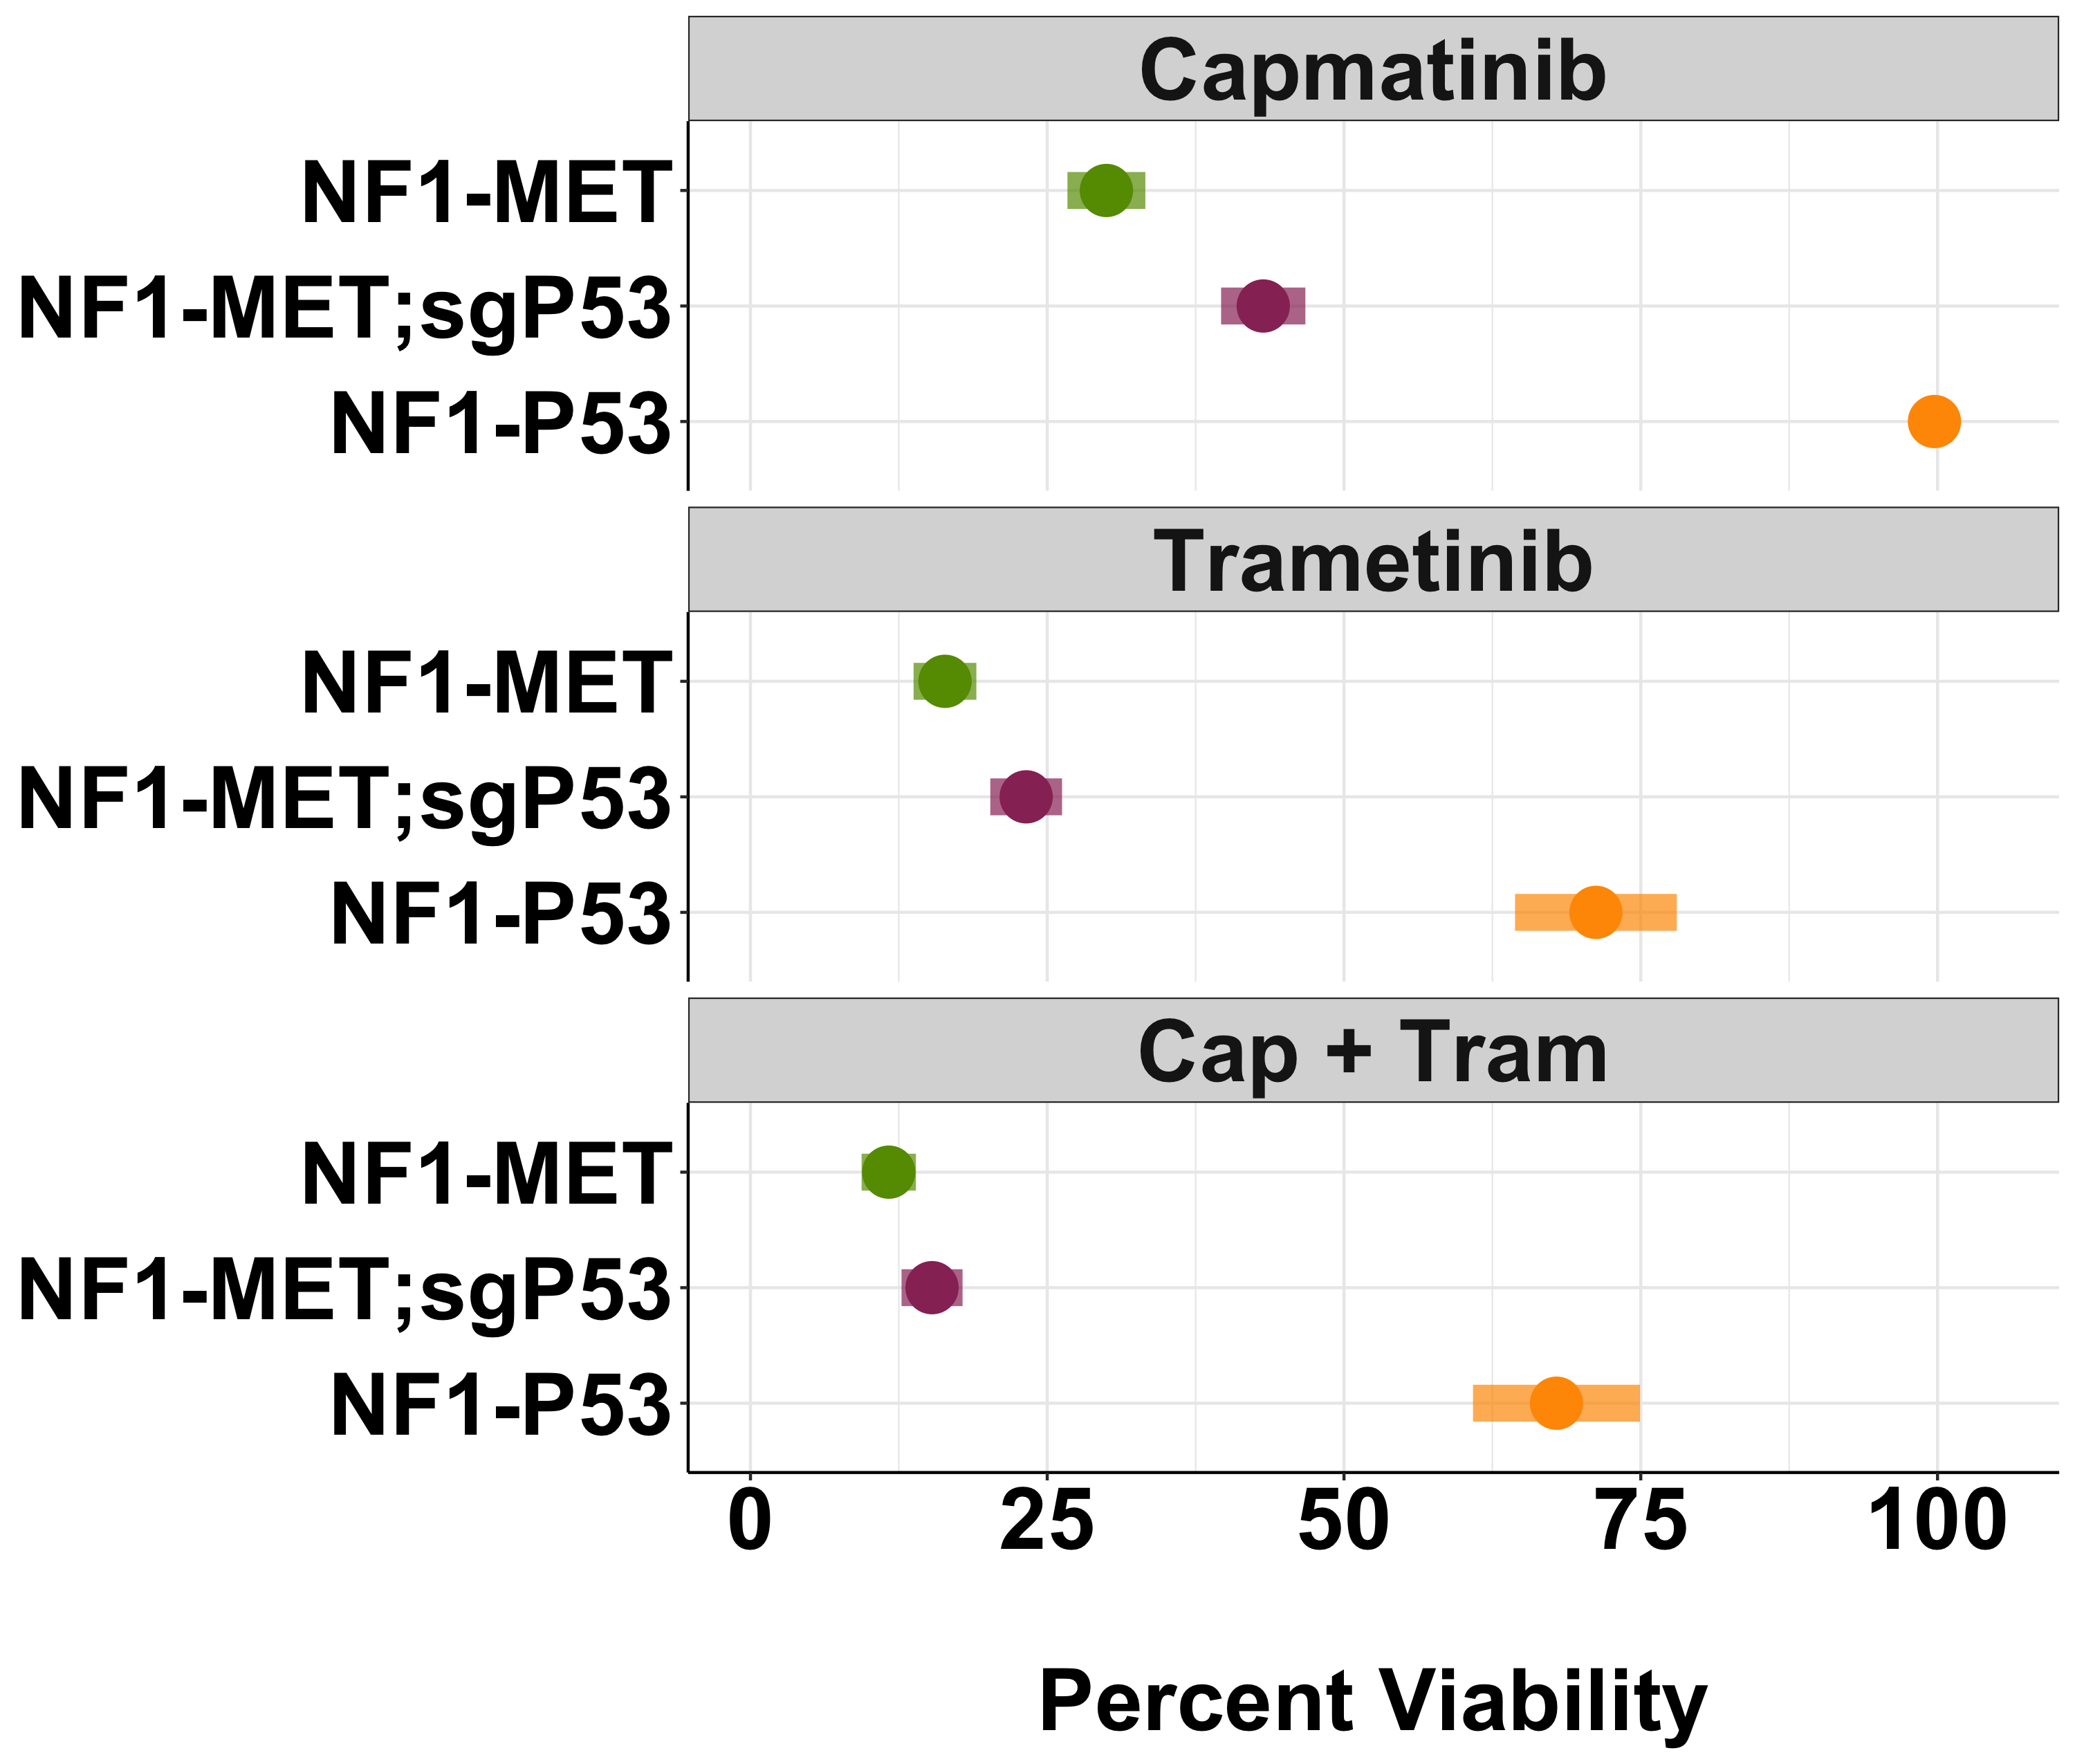 Capmatinib
NF1-MET
NF1-MET;sgP53
NF1-P53
Trametinib
NF1-MET
NF1-MET;sgP53
NF1-P53
Cap + Tram
NF1-MET
NF1-MET;sgP53
NF1-P53
0 25 50 75 100
Percent Viability